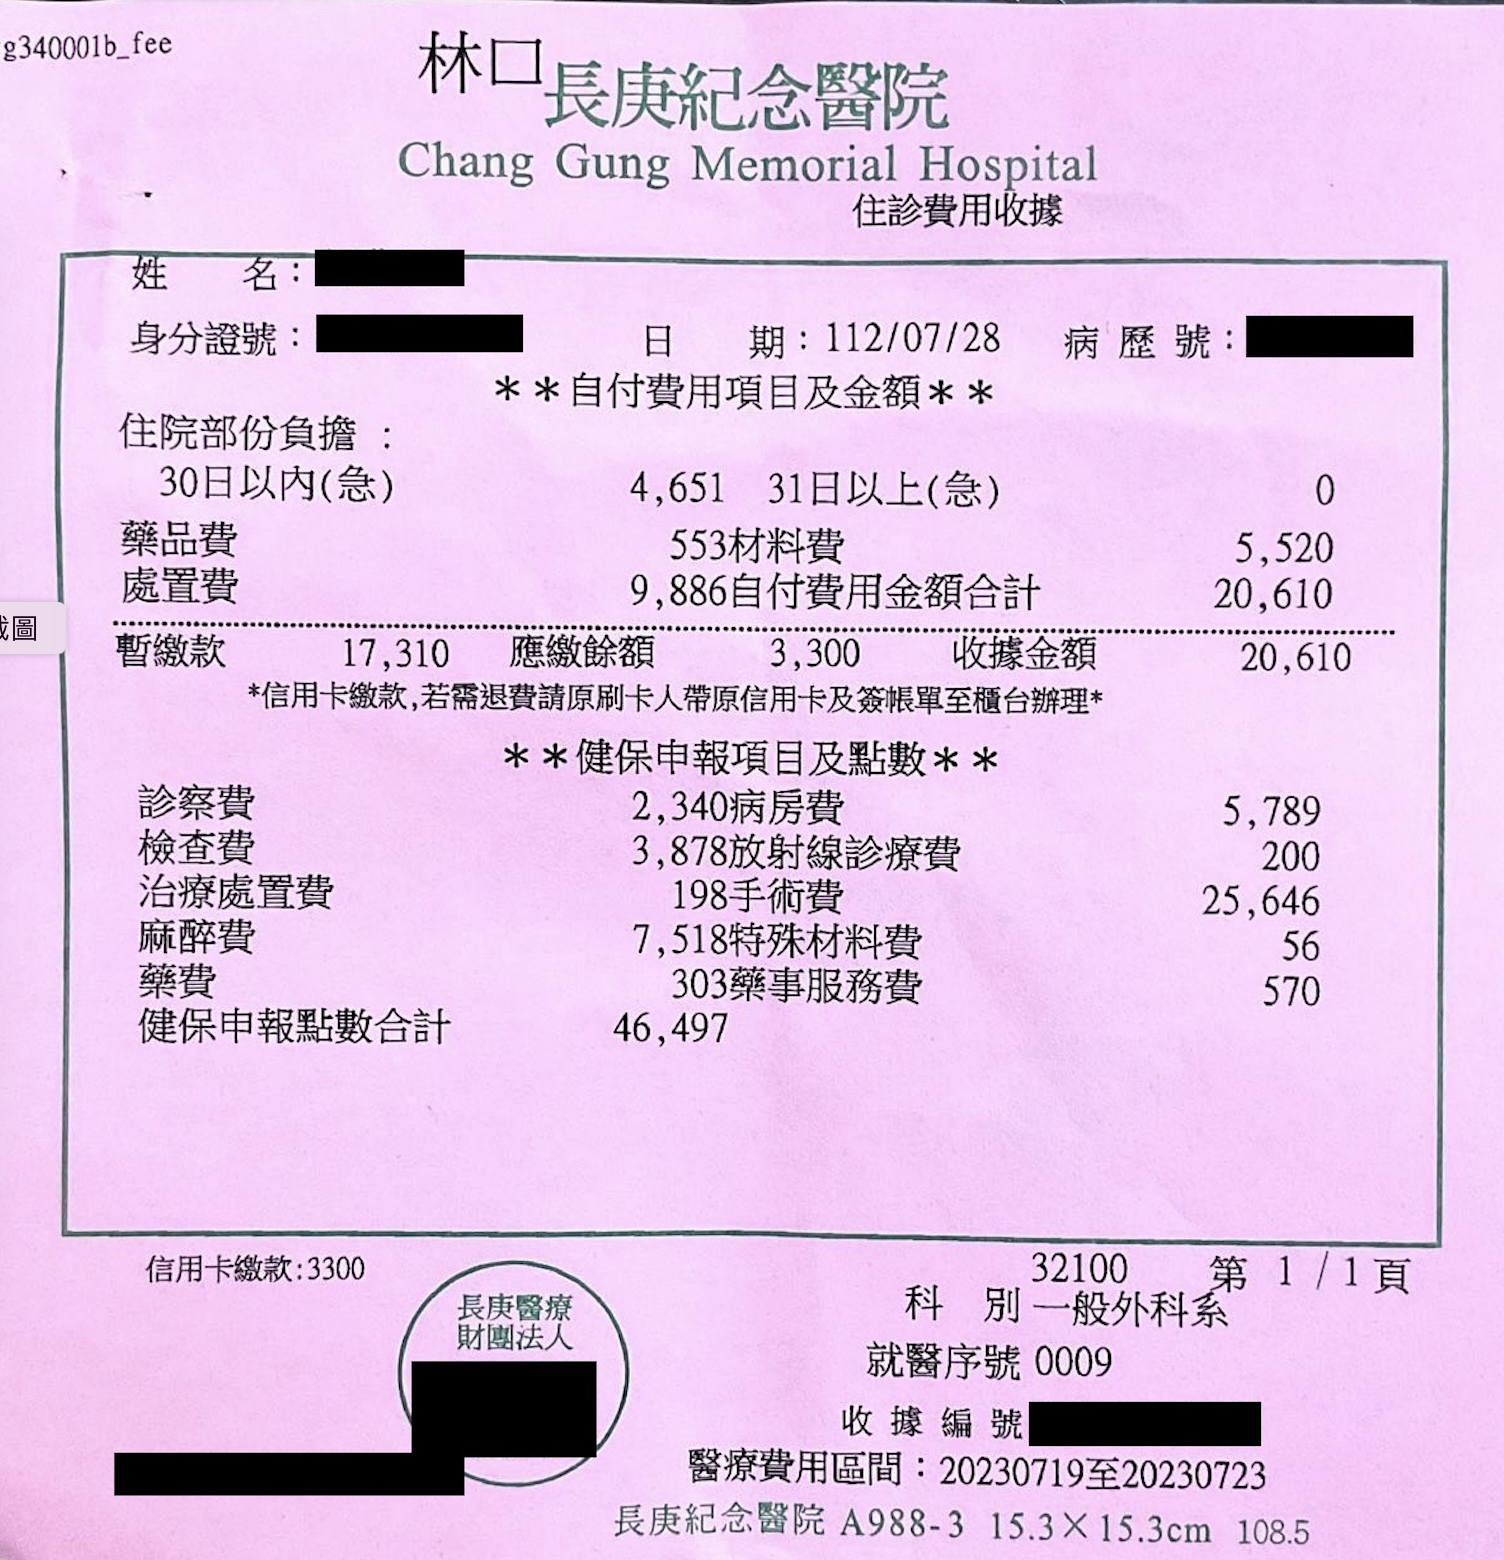 g340001b_fee
林口
長庚紀念醫院
Chang Gung Memorial Hospital
住診費用收據
姓 名：
身分證號： 日 期：112/07/28 病 歷 號：
＊＊自付費用項目及金額＊＊
住院部份負擔 :
30日以內(急) 4,651 31日以上(急) 0
藥品費 553材料費 5,520
處置費 9,886自付費用金額合計 20,610
截圖
暫繳款 17,310 應繳餘額 3,300 收據金額 20,610
*信用卡繳款,若需退費請原刷卡人帶原信用卡及簽帳單至櫃台辦理*
＊＊健保申報項目及點數＊＊
診察費 2,340病房費 5,789
檢查費 3,878放射線診療費 200
治療處置費 198手術費 25,646
麻醉費 7,518特殊材料費 56
藥費 303藥事服務費 570
健保申報點數合計 46,497
信用卡繳款:3300
32100 第 1 / 1 頁
科 別 一般外科系
長庚醫療
財團法人
就醫序號 0009
收 據 編 號
醫療費用區間：20230719至20230723
長庚紀念醫院 A988-3 15.3×15.3cm 108.5